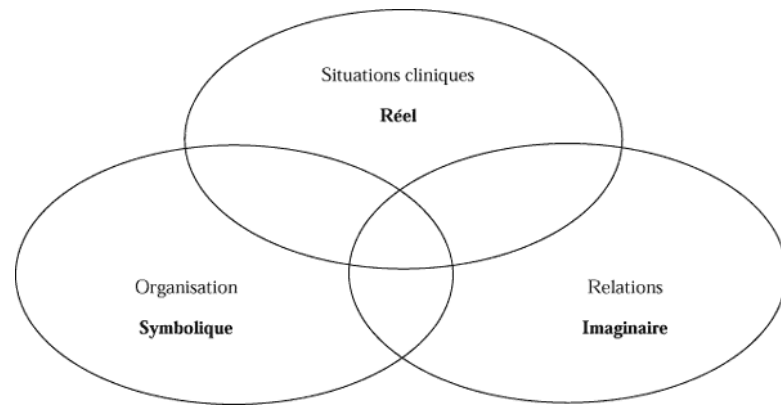 Situations cliniques
Réel
Organisation
Symbolique
Relations
Imaginaire